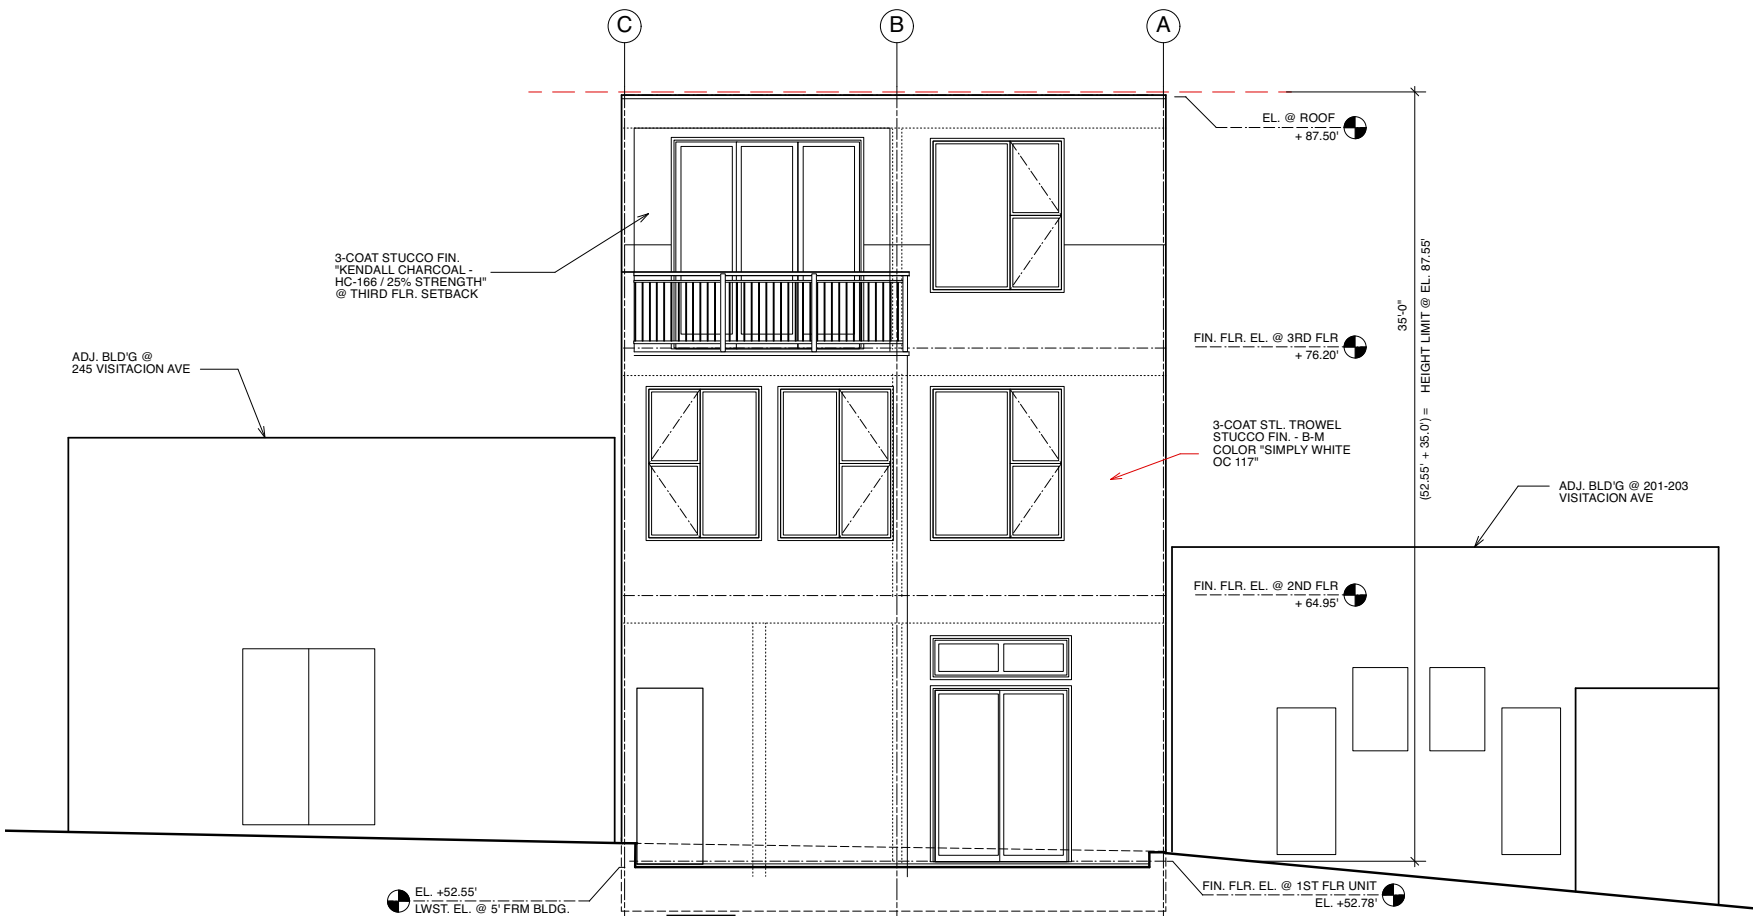 C
B
A
EL. @ ROOF
+ 87.50'
3-COAT STUCCO FIN.
"KENDALL CHARCOAL -
HC-166 / 25% STRENGTH"
@ THIRD FLR. SETBACK
35'-0"
(52.55' + 35.0') = HEIGHT LIMIT @ EL. 87.55'
FIN. FLR. EL. @ 3RD FLR
+ 76.20'
ADJ. BLD'G @
245 VISITACION AVE
3-COAT STL. TROWEL
STUCCO FIN. - B-M
COLOR "SIMPLY WHITE
OC 117"
ADJ. BLD'G @ 201-203
VISITACION AVE
FIN. FLR. EL. @ 2ND FLR
+ 64.95'
EL. +52.55'
LWST. EL. @ 5' FRM BLDG.
FIN. FLR. EL. @ 1ST FLR UNIT
EL. +52.78'